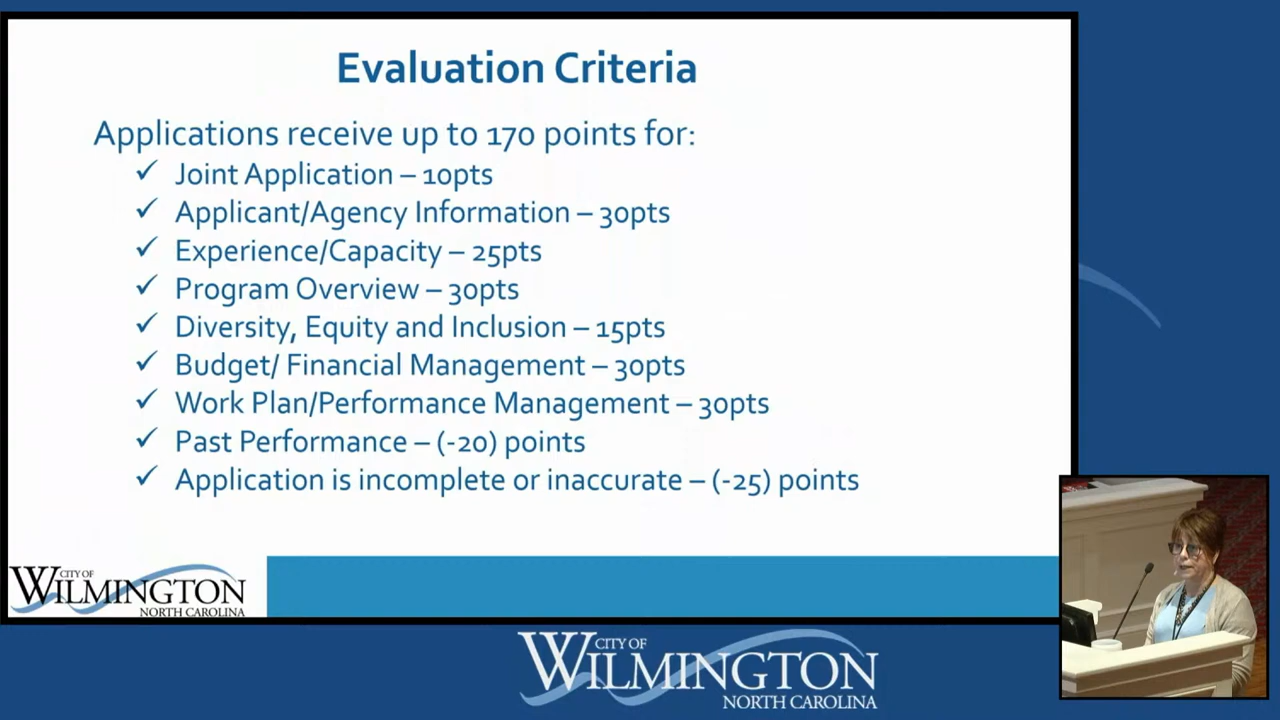 Evaluation Criteria
Applications receive up to 170 points for:
✓ Joint Application – 10pts
✓ Applicant/Agency Information – 30pts
✓ Experience/Capacity – 25pts
✓ Program Overview – 30pts
✓ Diversity, Equity and Inclusion – 15pts
✓ Budget/ Financial Management – 30pts
✓ Work Plan/Performance Management – 30pts
✓ Past Performance – (-20) points
✓ Application is incomplete or inaccurate – (-25) points
CITY OF
WILMINGTON
NORTH CAROLINA
CITY OF
WILMINGTON
NORTH CAROLINA